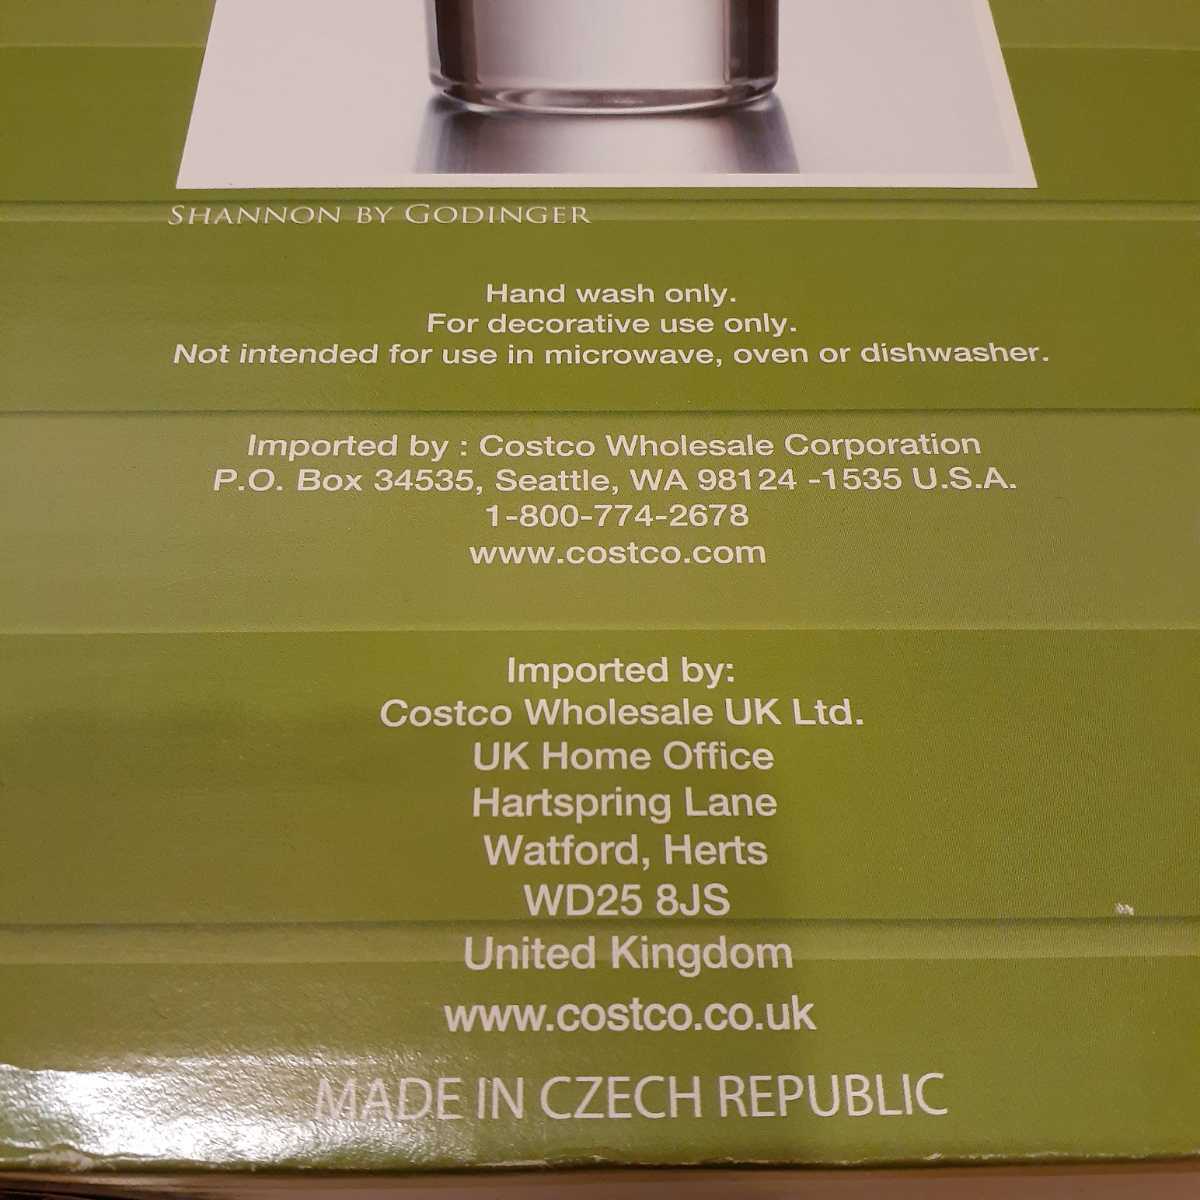 SHANNON BY GODINGER
Hand wash only.
For decorative use only.
Not intended for use in microwave, oven or dishwasher.
Imported by : Costco Wholesale Corporation
P.O. Box 34535, Seattle, WA 98124 -1535 U.S.A.
1-800-774-2678
www.costco.com
Imported by:
Costco Wholesale UK Ltd.
UK Home Office
Hartspring Lane
Watford, Herts
WD25 8JS
United Kingdom
www.costco.co.uk
MADE IN CZECH REPUBLIC